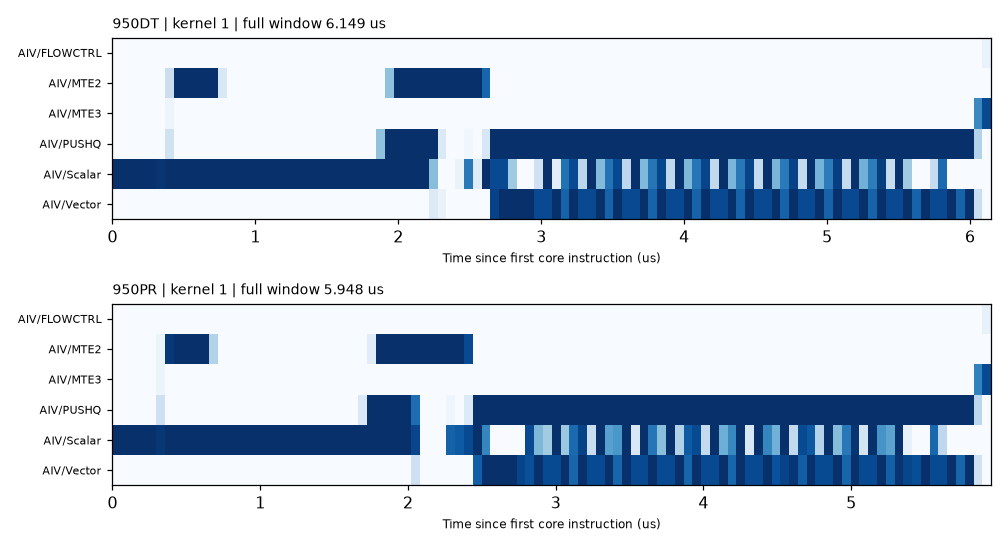 950DT | kernel 1 | full window 6.149 us
AIV/FLOWCTRL
AIV/MTE2
AIV/MTE3
AIV/PUSHQ
AIV/Scalar
AIV/Vector
0 1 2 3 4 5 6
Time since first core instruction (us)
950PR | kernel 1 | full window 5.948 us
AIV/FLOWCTRL
AIV/MTE2
AIV/MTE3
AIV/PUSHQ
AIV/Scalar
AIV/Vector
0 1 2 3 4 5
Time since first core instruction (us)